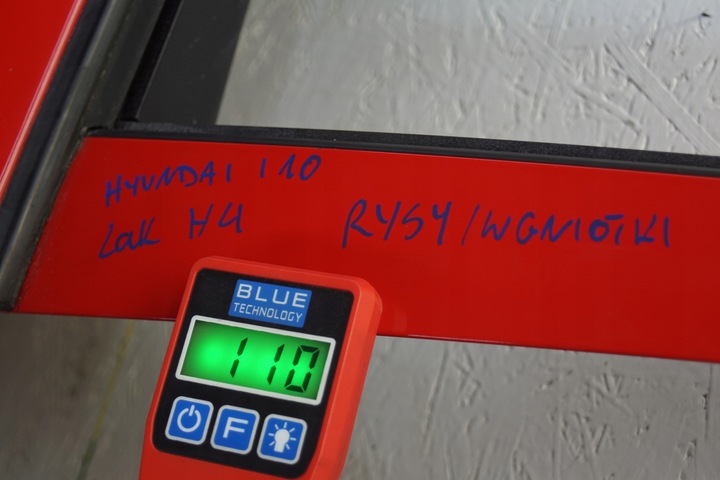 HYUNDAI i10
Lak H4
RYSY/WGNIOTKI
BLUE
TECHNOLOGY
110
F